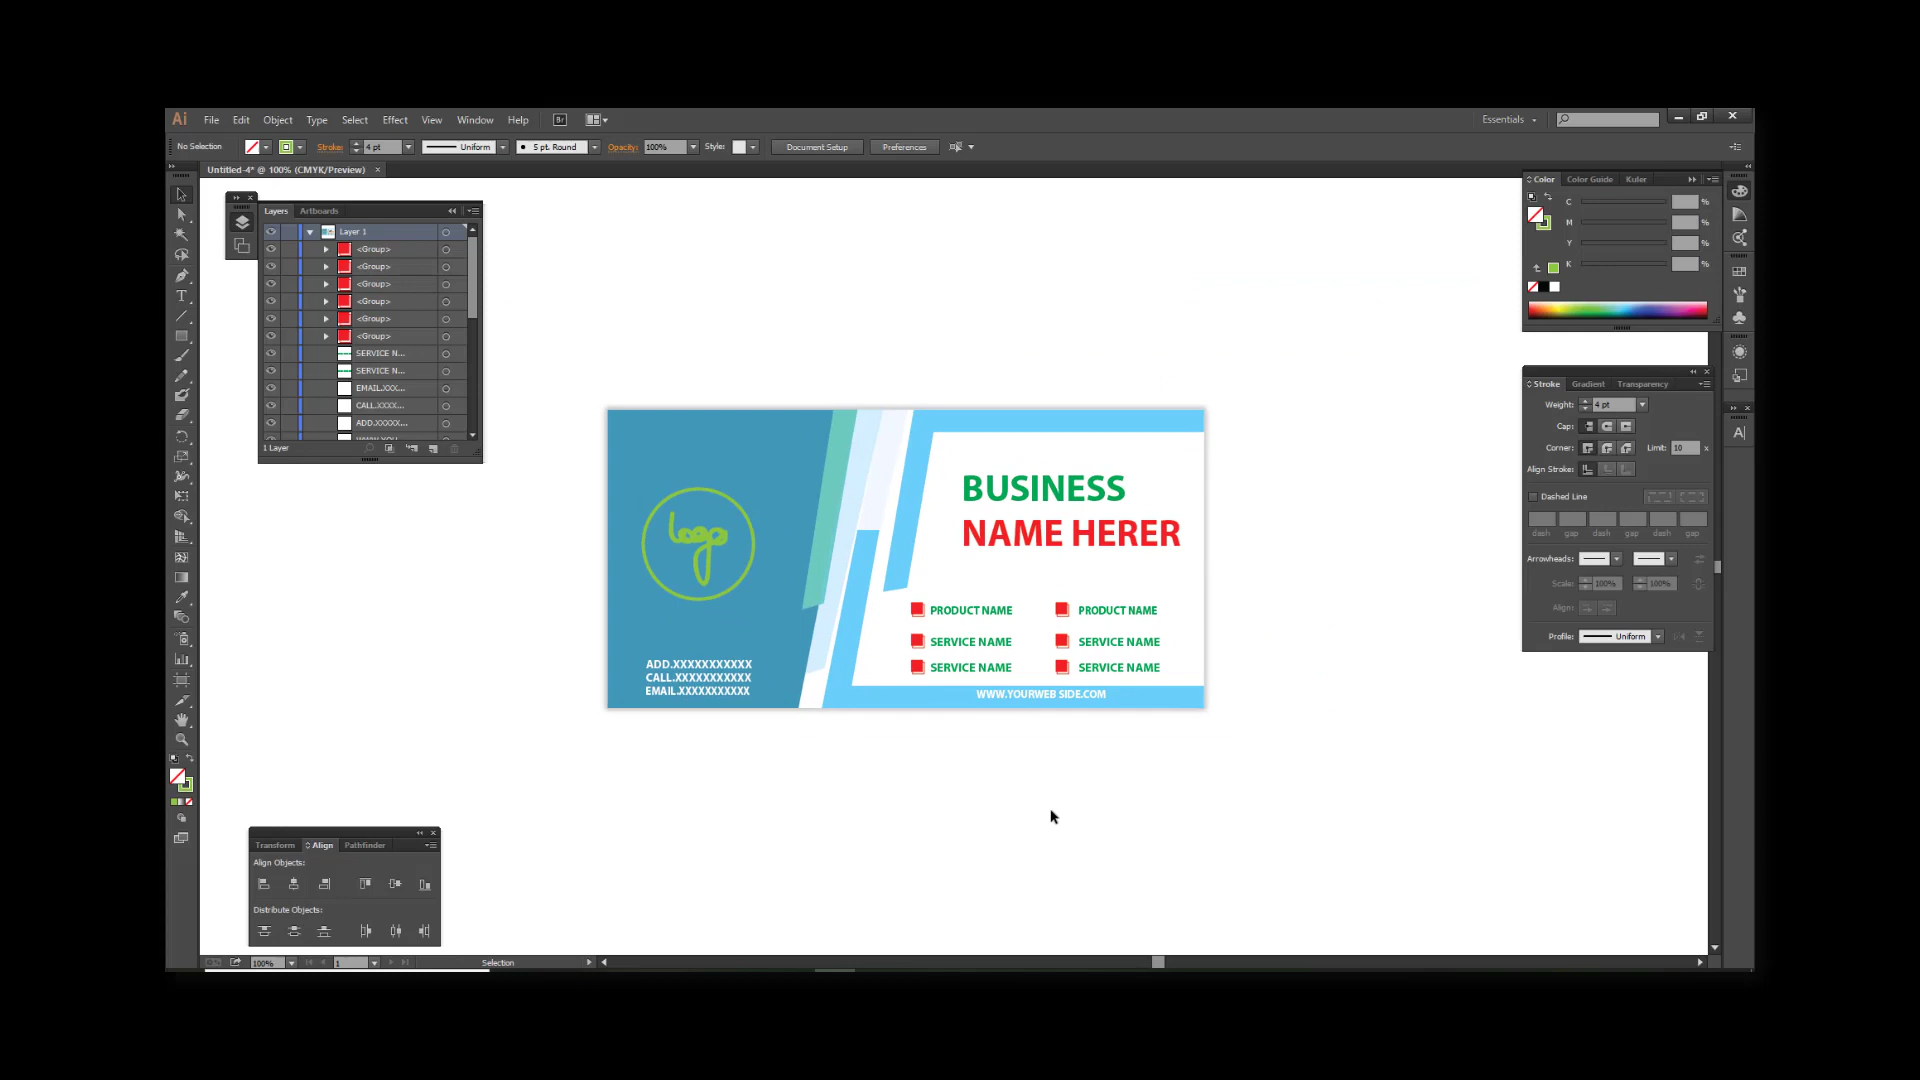 Ai File Edit Object Type Select Effect View Window Help Br Essentials
No Selection Stroke: 4 pt Uniform 5 pt. Round Opacity: 100% Style: Document Setup Preferences
Untitled-4* @ 100% (CMYK/Preview) ×
Layers Artboards
Layer 1
<Group>
<Group>
<Group>
<Group>
<Group>
<Group>
SERVICE N...
SERVICE N...
EMAIL.XXX...
CALL.XXXX...
ADD.XXXXX...
1 Layer
Color Color Guide Kuler
C %
M %
Y %
K %
Stroke Gradient Transparency
Weight: 4 pt
Cap:
Corner: Limit: 10 x
Align Stroke:
Dashed Line
dash gap dash gap dash gap
Arrowheads:
Scale: 100% 100%
Align:
Profile: Uniform
BUSINESS
NAME HERER
logo
PRODUCT NAME PRODUCT NAME
SERVICE NAME SERVICE NAME
SERVICE NAME SERVICE NAME
ADD.XXXXXXXXXXX
CALL.XXXXXXXXXXX
EMAIL.XXXXXXXXXXX
WWW.YOURWEB SIDE.COM
Transform Align Pathfinder
Align Objects:
Distribute Objects:
100% 1 Selection